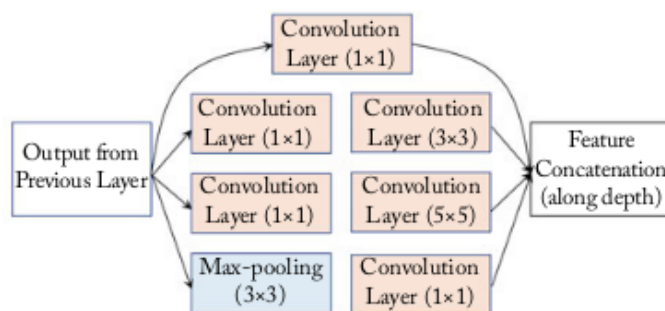 Convolution
Layer (1×1)
Output from
Previous Layer
Convolution
Layer (1×1)
Convolution
Layer (3×3)
Convolution
Layer (1×1)
Convolution
Layer (5×5)
Max-pooling
(3×3)
Convolution
Layer (1×1)
Feature
Concatenation
(along depth)